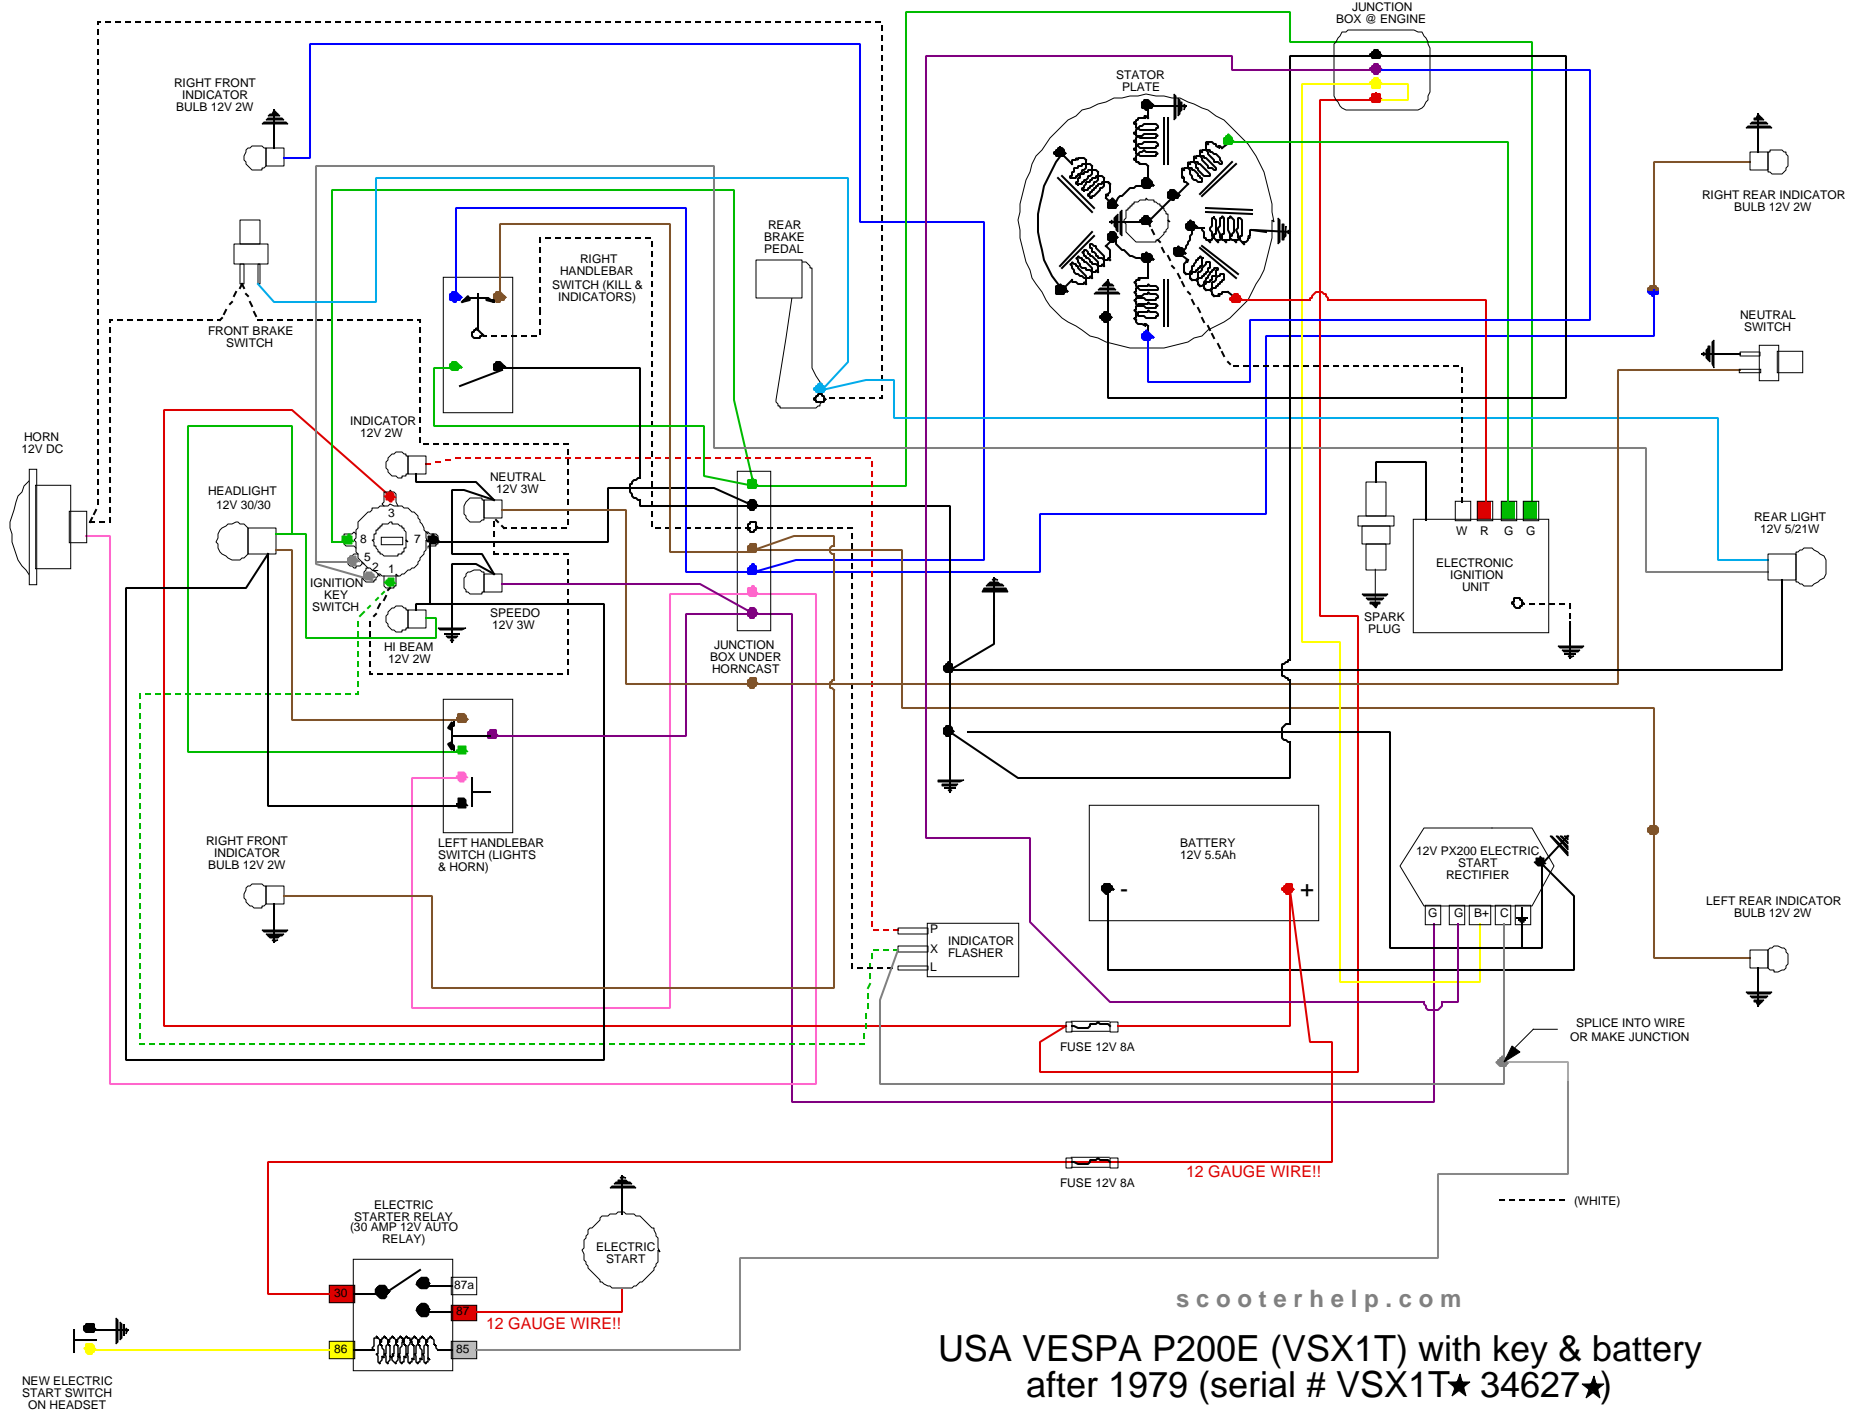 JUNCTION
BOX @ ENGINE
RIGHT FRONT
INDICATOR
BULB 12V 2W
STATOR
PLATE
RIGHT REAR INDICATOR
BULB 12V 2W
REAR
BRAKE
PEDAL
RIGHT
HANDLEBAR
SWITCH (KILL &
INDICATORS)
FRONT BRAKE
SWITCH
NEUTRAL
SWITCH
HORN
12V DC
INDICATOR
12V 2W
HEADLIGHT
12V 30/30
NEUTRAL
12V 3W
3
8
7
5
2
1
IGNITION
KEY
SWITCH
SPEEDO
12V 3W
HI BEAM
12V 2W
JUNCTION
BOX UNDER
HORNCAST
W R G G
ELECTRONIC
IGNITION
UNIT
SPARK
PLUG
REAR LIGHT
12V 5/21W
LEFT HANDLEBAR
SWITCH (LIGHTS
& HORN)
RIGHT FRONT
INDICATOR
BULB 12V 2W
BATTERY
12V 5.5Ah
- +
12V PX200 ELECTRIC
START
RECTIFIER
G G B+ C
LEFT REAR INDICATOR
BULB 12V 2W
P
X
L
INDICATOR
FLASHER
FUSE 12V 8A
SPLICE INTO WIRE
OR MAKE JUNCTION
FUSE 12V 8A
12 GAUGE WIRE!!
(WHITE)
ELECTRIC
STARTER RELAY
(30 AMP 12V AUTO
RELAY)
ELECTRIC
START
30
87a
87
12 GAUGE WIRE!!
86
85
NEW ELECTRIC
START SWITCH
ON HEADSET
scooterhelp.com
USA VESPA P200E (VSX1T) with key & battery
after 1979 (serial # VSX1T★ 34627★)